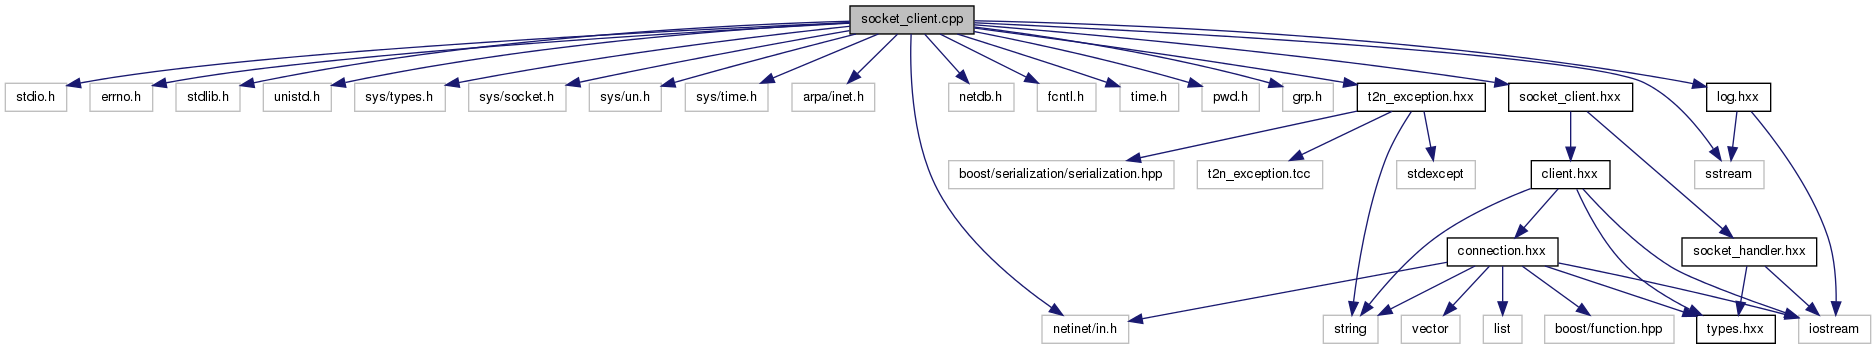 socket_client.cpp
stdio.h
errno.h
stdlib.h
unistd.h
sys/types.h
sys/socket.h
sys/un.h
sys/time.h
arpa/inet.h
netdb.h
fcntl.h
time.h
pwd.h
grp.h
t2n_exception.hxx
socket_client.hxx
log.hxx
boost/serialization/serialization.hpp
t2n_exception.tcc
stdexcept
client.hxx
sstream
connection.hxx
socket_handler.hxx
netinet/in.h
string
vector
list
boost/function.hpp
types.hxx
iostream